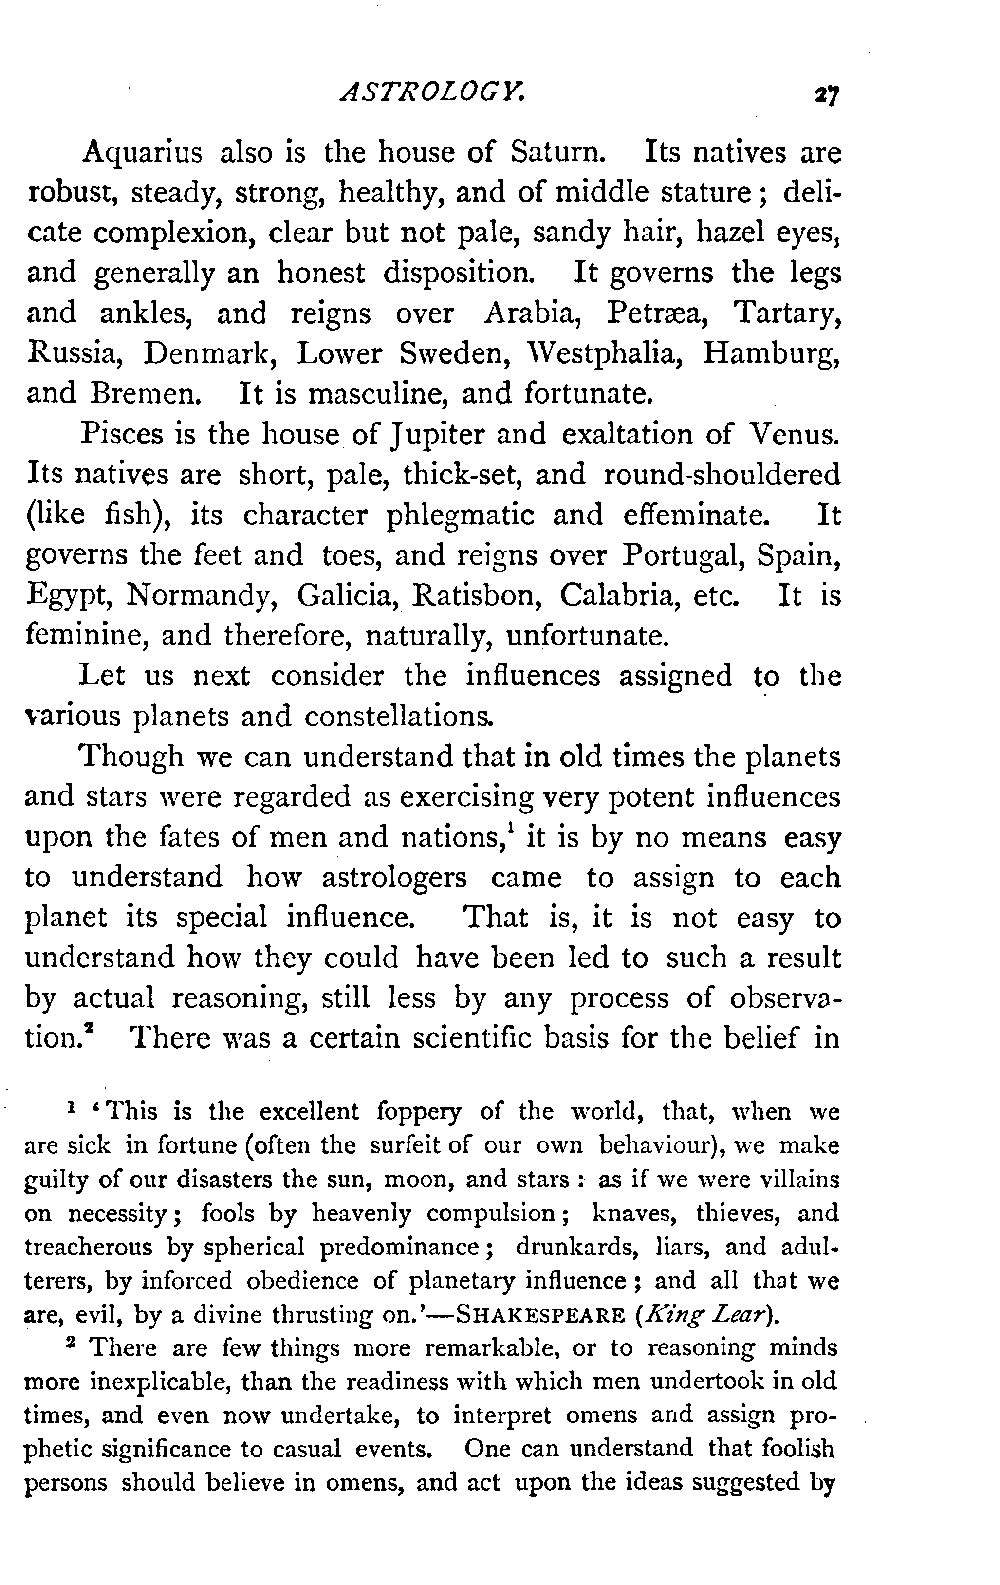 ASTROLOGY. 27
Aquarius also is the house of Saturn. Its natives are
robust, steady, strong, healthy, and of middle stature; deli-
cate complexion, clear but not pale, sandy hair, hazel eyes,
and generally an honest disposition. It governs the legs
and ankles, and reigns over Arabia, Petræa, Tartary,
Russia, Denmark, Lower Sweden, Westphalia, Hamburg,
and Bremen. It is masculine, and fortunate.
Pisces is the house of Jupiter and exaltation of Venus.
Its natives are short, pale, thick-set, and round-shouldered
(like fish), its character phlegmatic and effeminate. It
governs the feet and toes, and reigns over Portugal, Spain,
Egypt, Normandy, Galicia, Ratisbon, Calabria, etc. It is
feminine, and therefore, naturally, unfortunate.
Let us next consider the influences assigned to the
various planets and constellations.
Though we can understand that in old times the planets
and stars were regarded as exercising very potent influences
upon the fates of men and nations,¹ it is by no means easy
to understand how astrologers came to assign to each
planet its special influence. That is, it is not easy to
understand how they could have been led to such a result
by actual reasoning, still less by any process of observa-
tion.² There was a certain scientific basis for the belief in
¹ ‘This is the excellent foppery of the world, that, when we
are sick in fortune (often the surfeit of our own behaviour), we make
guilty of our disasters the sun, moon, and stars: as if we were villains
on necessity; fools by heavenly compulsion; knaves, thieves, and
treacherous by spherical predominance; drunkards, liars, and adul-
terers, by inforced obedience of planetary influence; and all that we
are, evil, by a divine thrusting on.’—SHAKESPEARE (King Lear).
² There are few things more remarkable, or to reasoning minds
more inexplicable, than the readiness with which men undertook in old
times, and even now undertake, to interpret omens and assign pro-
phetic significance to casual events. One can understand that foolish
persons should believe in omens, and act upon the ideas suggested by